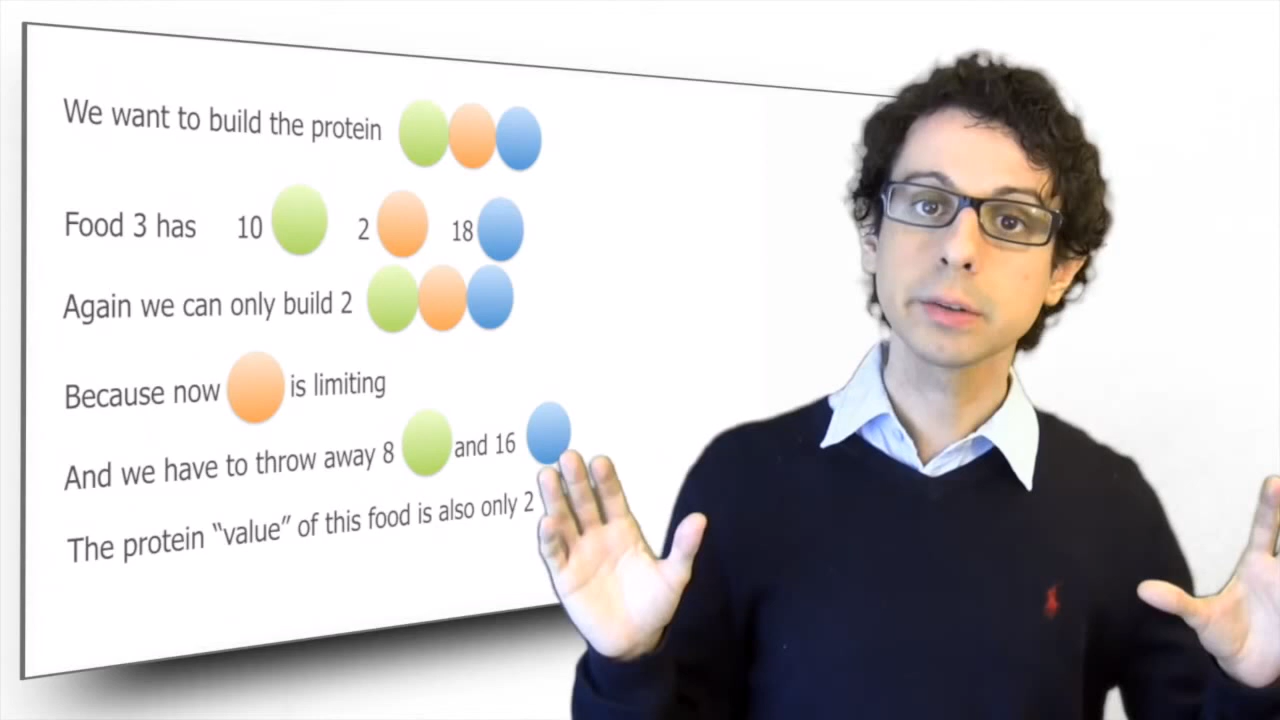 We want to build the protein
Food 3 has 10 2 18
Again we can only build 2
Because now is limiting
And we have to throw away 8 and 16
The protein “value” of this food is also only 2